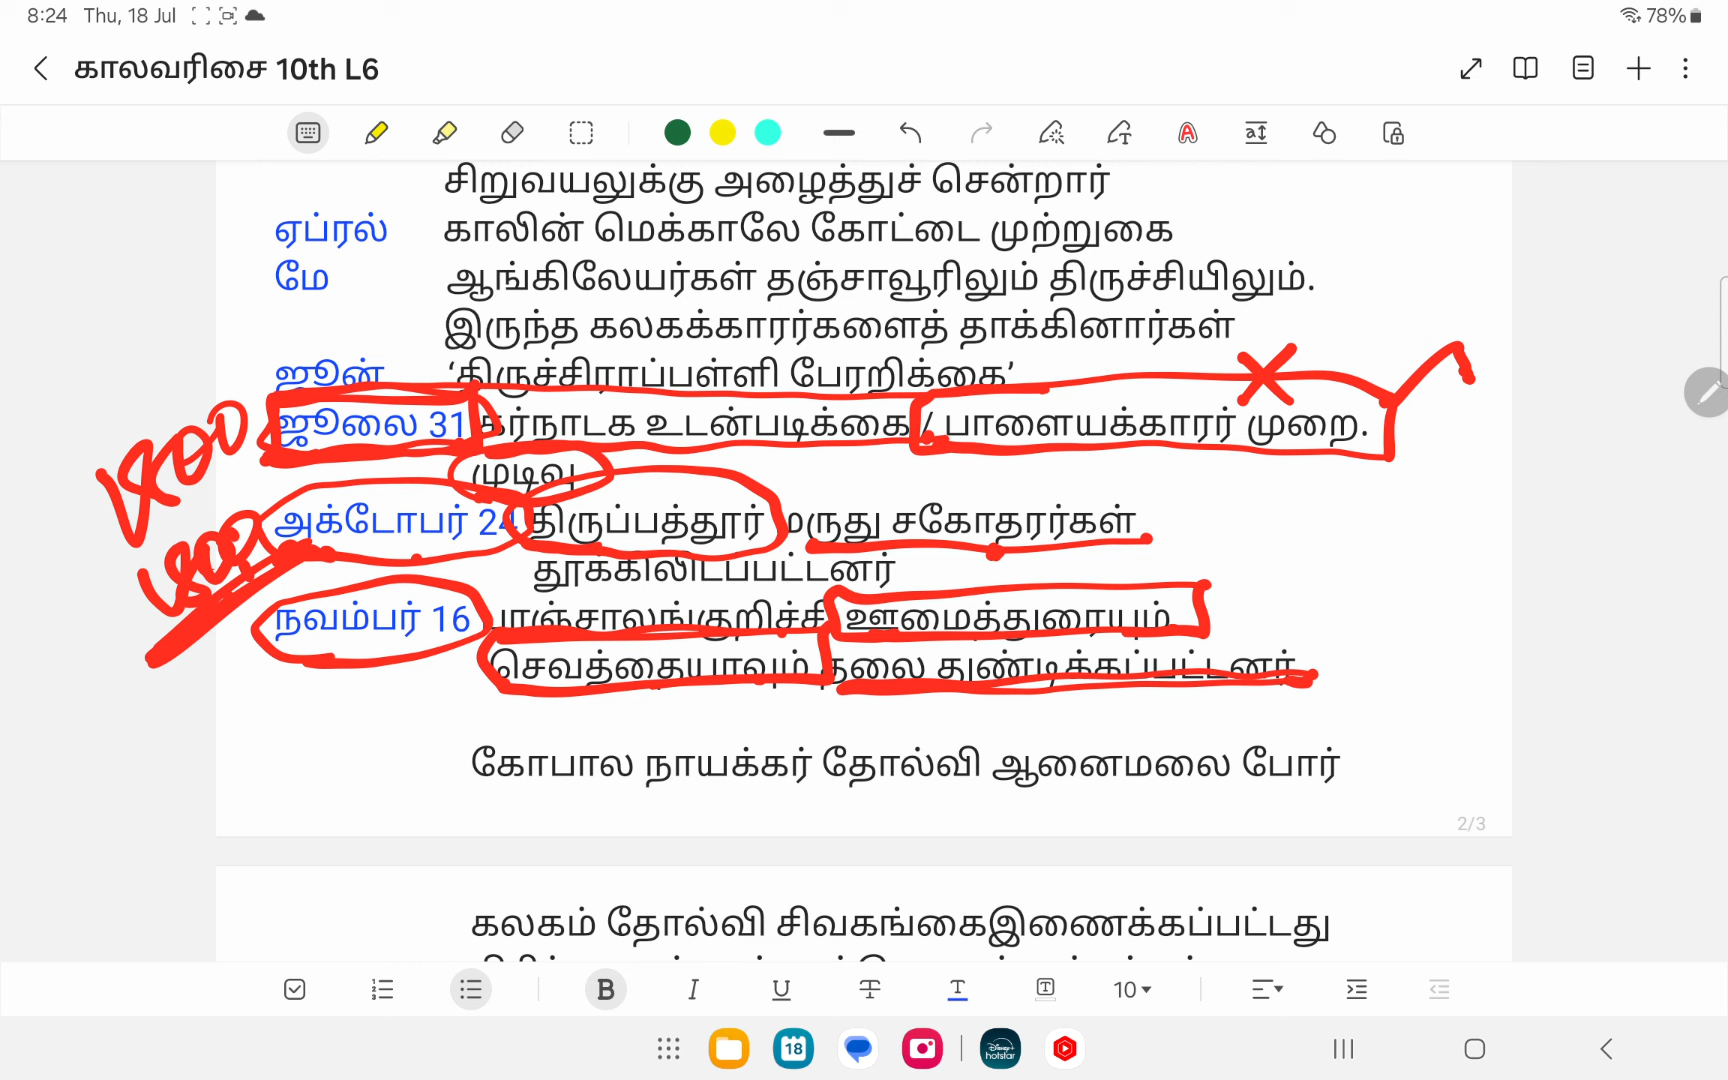 8:24 Thu, 18 Jul 78%
காலவரிசை 10th L6
சிறுவயலுக்கு அழைத்துச் சென்றார்
ஏப்ரல் காலின் மெக்காலே கோட்டை முற்றுகை
மே ஆங்கிலேயர்கள் தஞ்சாவூரிலும் திருச்சியிலும்.
இருந்த கலகக்காரர்களைத் தாக்கினார்கள்
ஜூன் ‘திருச்சிராப்பள்ளி பேரறிக்கை’
ஜூலை 31 கர்நாடக உடன்படிக்கை / பாளையக்காரர் முறை.
முடிவு
அக்டோபர் 24 திருப்பத்தூர் மருது சகோதரர்கள்
தூக்கிலிடப்பட்டனர்
நவம்பர் 16 பாஞ்சாலங்குறிச்சி ஊமைத்துரையும்
செவத்தையாவும் தலை துண்டிக்கப்பட்டனர்
கோபால நாயக்கர் தோல்வி ஆனைமலை போர்
2/3
கலகம் தோல்வி சிவகங்கைஇணைக்கப்பட்டது
B I U T T T 10
18
Disney+ hotstar